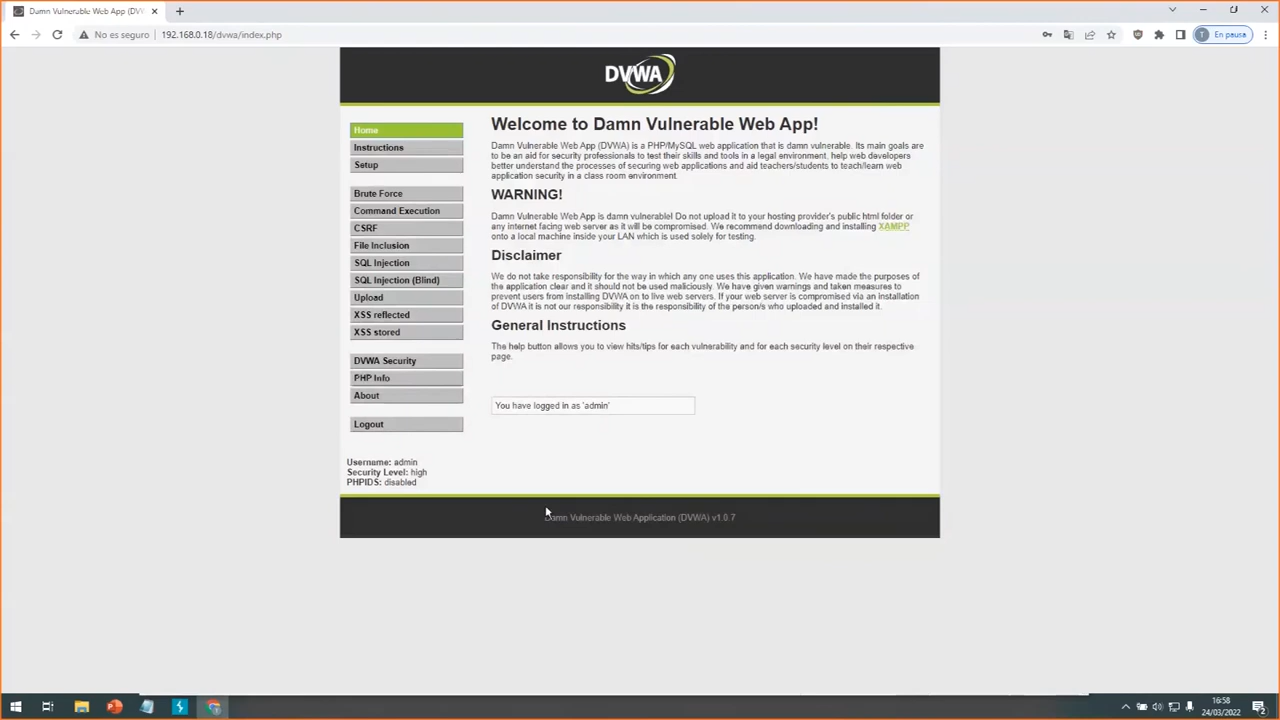 Damn Vulnerable Web App (DV
No es seguro
192.168.0.18/dvwa/index.php
T
En pausa
DVWA
Home
Instructions
Setup
Brute Force
Command Execution
CSRF
File Inclusion
SQL Injection
SQL Injection (Blind)
Upload
XSS reflected
XSS stored
DVWA Security
PHP Info
About
Logout
Username: admin
Security Level: high
PHPIDS: disabled
Welcome to Damn Vulnerable Web App!
Damn Vulnerable Web App (DVWA) is a PHP/MySQL web application that is damn vulnerable. Its main goals are
to be an aid for security professionals to test their skills and tools in a legal environment, help web developers
better understand the processes of securing web applications and aid teachers/students to teach/learn web
application security in a class room environment.
WARNING!
Damn Vulnerable Web App is damn vulnerable! Do not upload it to your hosting provider's public html folder or
any internet facing web server as it will be compromised. We recommend downloading and installing XAMPP
onto a local machine inside your LAN which is used solely for testing.
Disclaimer
We do not take responsibility for the way in which any one uses this application. We have made the purposes of
the application clear and it should not be used maliciously. We have given warnings and taken measures to
prevent users from installing DVWA on to live web servers. If your web server is compromised via an installation
of DVWA it is not our responsibility it is the responsibility of the person/s who uploaded and installed it.
General Instructions
The help button allows you to view hits/tips for each vulnerability and for each security level on their respective
page.
You have logged in as 'admin'
Damn Vulnerable Web Application (DVWA) v1.0.7
16:58
24/03/2022
2